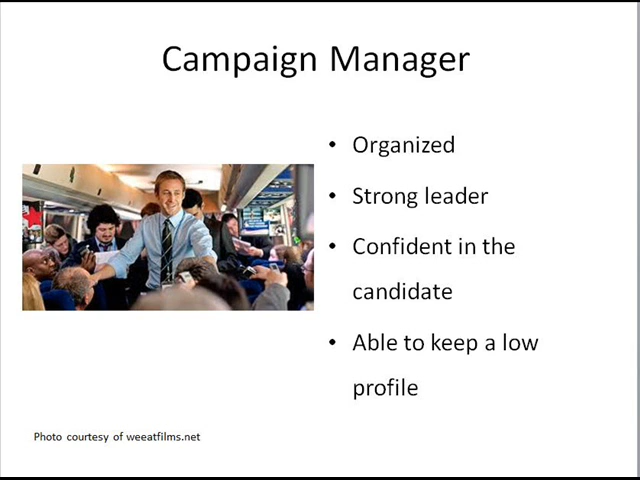 Campaign Manager
• Organized
• Strong leader
• Confident in the
candidate
• Able to keep a low
profile
Photo courtesy of weeatfilms.net